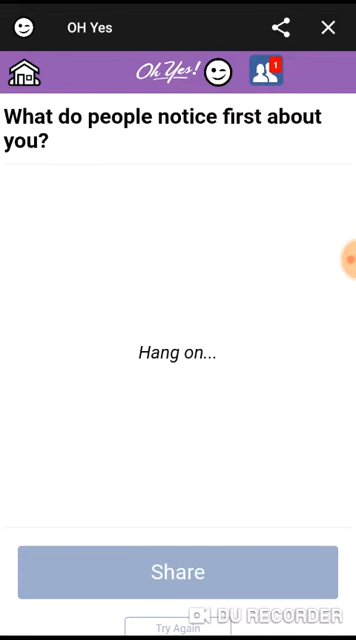 OH Yes
Oh Yes!
1
What do people notice first about
you?
Hang on...
Share
DU RECORDER
Try Again